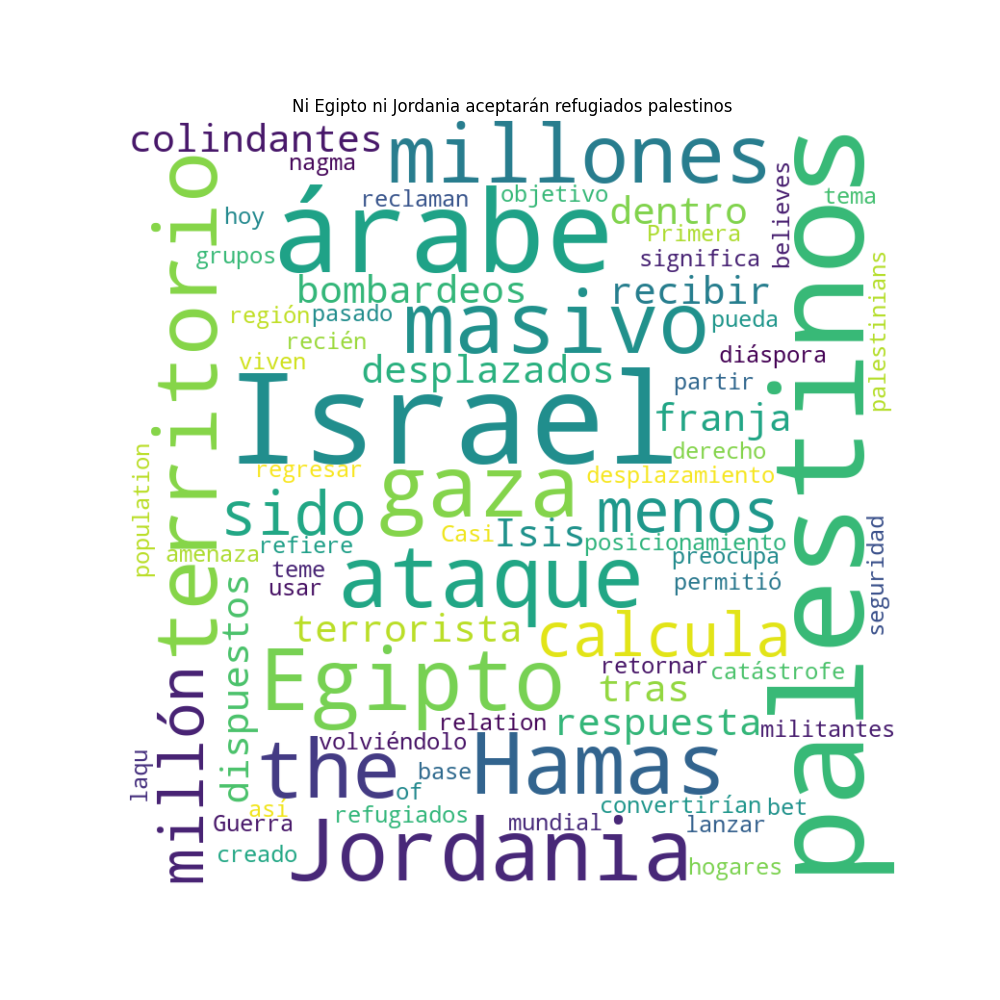 Ni Egipto ni Jordania aceptarán refugiados palestinos
colindantes
millones
palestinos
territorio
nagma
reclaman
objetivo
believes
tema
árabe
dentro
hoy
Primera
grupos
significa
bombardeos
recibir
palestinians
región
pasado
masivo
pueda
recién
viven
desplazados
diáspora
Israel
partir
franja
derecho
regresar
gaza
desplazamiento
population
sido
menos
Casi
Isis
posicionamiento
seguridad
amenaza
refiere
preocupa
teme
ataque
permitió
usar
dispuestos
terrorista
calcula
Egipto
retornar
catástrofe
tras
millón
relation
respuesta
militantes
the
volviéndolo
Hamas
laqu
base
of
convertirían
bet
así
refugiados
Guerra
mundial
lanzar
creado
Jordania
hogares